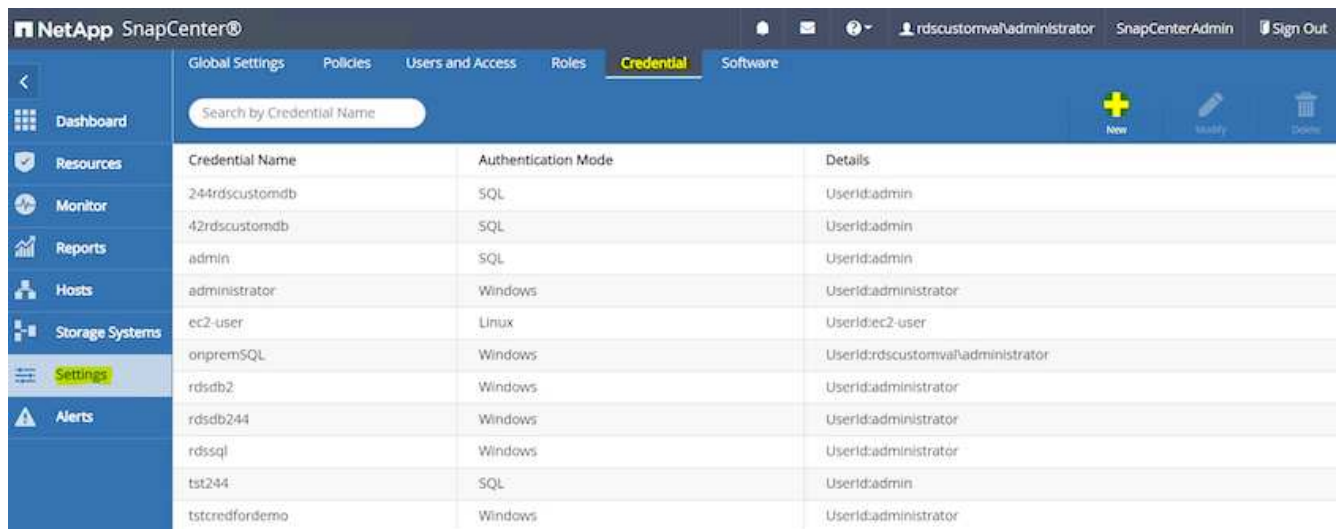 NetApp SnapCenter®
rdscustomval\administrator SnapCenterAdmin Sign Out
Global Settings Policies Users and Access Roles Credential Software
Search by Credential Name
New Modify Delete
Dashboard
Resources
Monitor
Reports
Hosts
Storage Systems
Settings
Alerts
Credential Name Authentication Mode Details
244rdscustomdb SQL UserId:admin
42rdscustomdb SQL UserId:admin
admin SQL UserId:admin
administrator Windows UserId:administrator
ec2-user Linux UserId:ec2-user
onpremSQL Windows UserId:rdscustomval\administrator
rdsdb2 Windows UserId:administrator
rdsdb244 Windows UserId:administrator
rdssql Windows UserId:administrator
tst244 SQL UserId:admin
tstcredfordemo Windows UserId:administrator